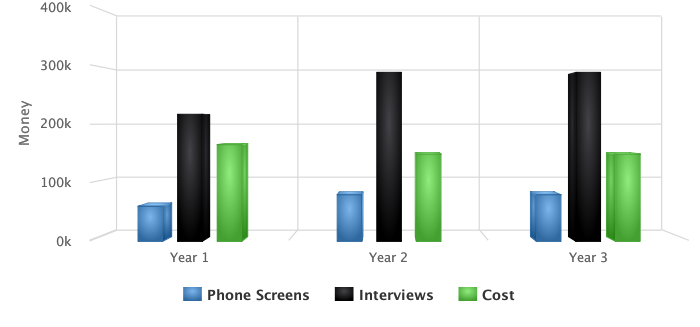 400k
300k
Money
200k
100k
0k
Year 1 Year 2 Year 3
Phone Screens Interviews Cost